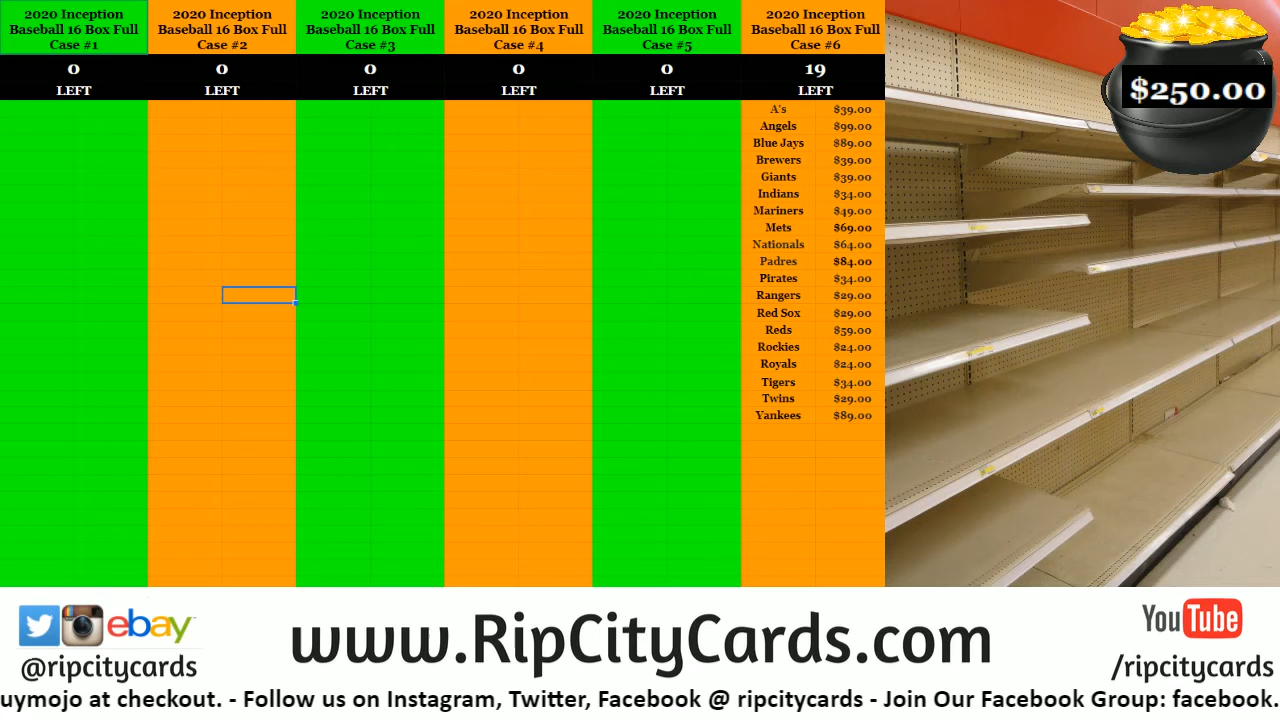 2020 Inception
Baseball 16 Box Full
Case #1
0
LEFT
2020 Inception
Baseball 16 Box Full
Case #2
0
LEFT
2020 Inception
Baseball 16 Box Full
Case #3
0
LEFT
2020 Inception
Baseball 16 Box Full
Case #4
0
LEFT
2020 Inception
Baseball 16 Box Full
Case #5
0
LEFT
2020 Inception
Baseball 16 Box Full
Case #6
19
LEFT
A's $39.00
Angels $99.00
Blue Jays $89.00
Brewers $39.00
Giants $39.00
Indians $34.00
Mariners $49.00
Mets $69.00
Nationals $64.00
Padres $84.00
Pirates $34.00
Rangers $29.00
Red Sox $29.00
Reds $59.00
Rockies $24.00
Royals $24.00
Tigers $34.00
Twins $29.00
Yankees $89.00
$250.00
ebay
@ripcitycards
www.RipCityCards.com
YouTube
/ripcitycards
uymojo at checkout. - Follow us on Instagram, Twitter, Facebook @ ripcitycards - Join Our Facebook Group: facebook.